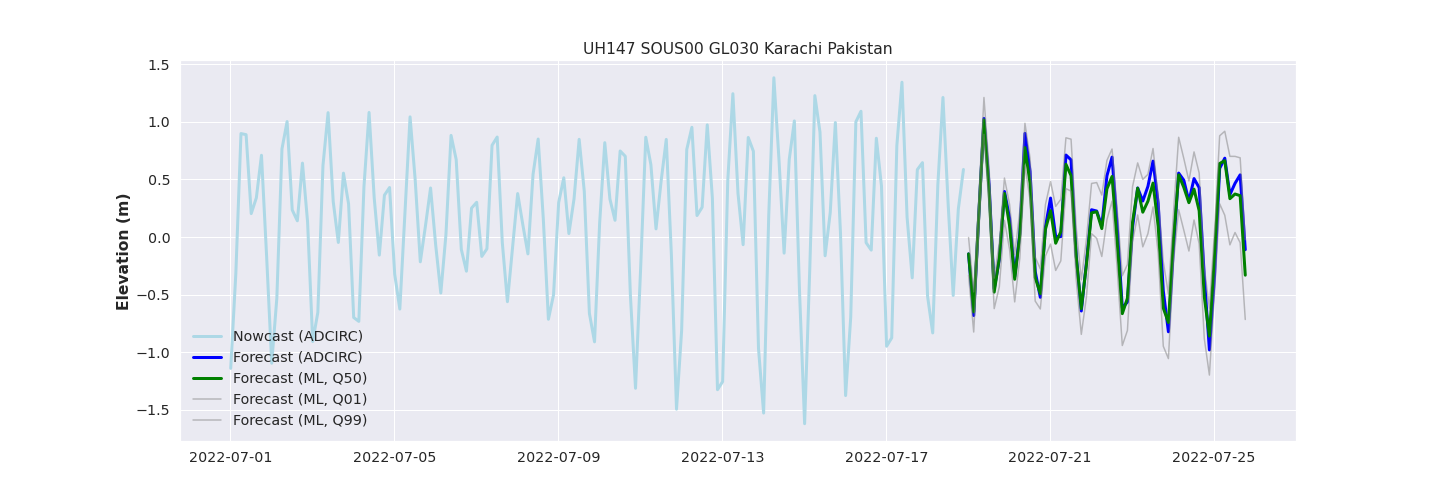 UH147 SOUS00 GL030 Karachi Pakistan
1.5
1.0
0.5
0.0
−0.5
−1.0
−1.5
Elevation (m)
Nowcast (ADCIRC)
Forecast (ADCIRC)
Forecast (ML, Q50)
Forecast (ML, Q01)
Forecast (ML, Q99)
2022-07-01 2022-07-05 2022-07-09 2022-07-13 2022-07-17 2022-07-21 2022-07-25